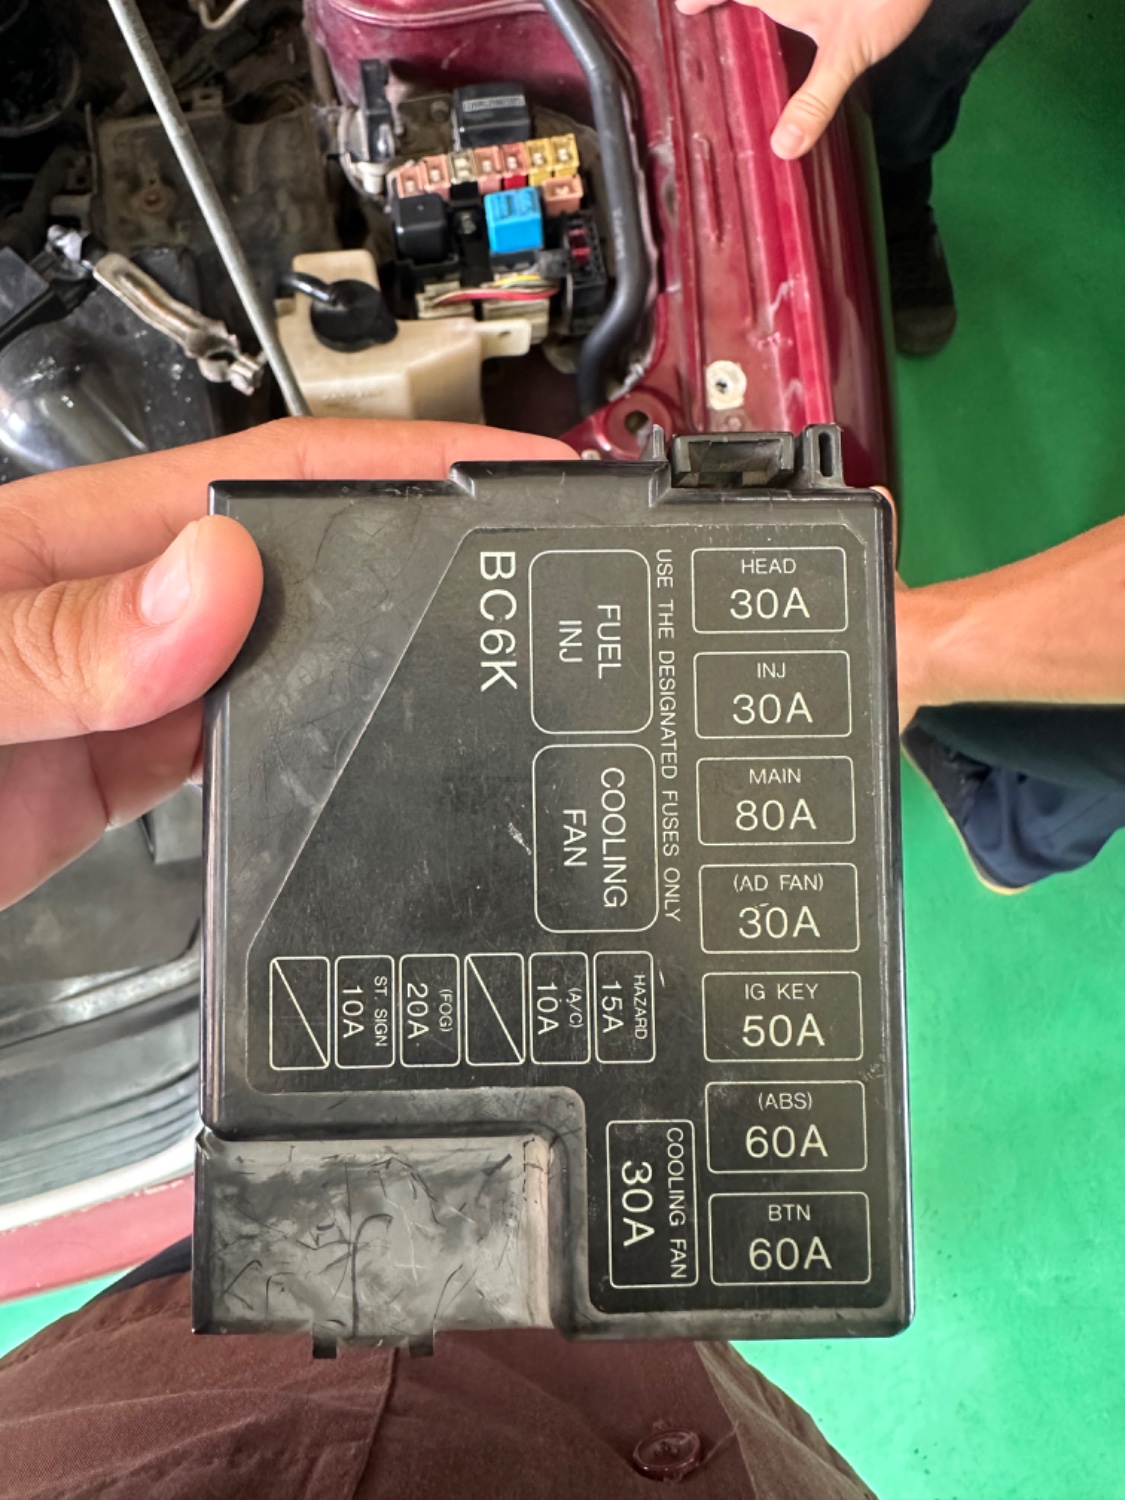 HEAD
30A
INJ
30A
MAIN
80A
(AD FAN)
30A
IG KEY
50A
(ABS)
60A
BTN
60A
USE THE DESIGNATED FUSES ONLY
FUEL
INJ
COOLING
FAN
BC6K
HAZARD
15A
(A/C)
10A
(FOG)
20A
ST. SIGN
10A
COOLING FAN
30A